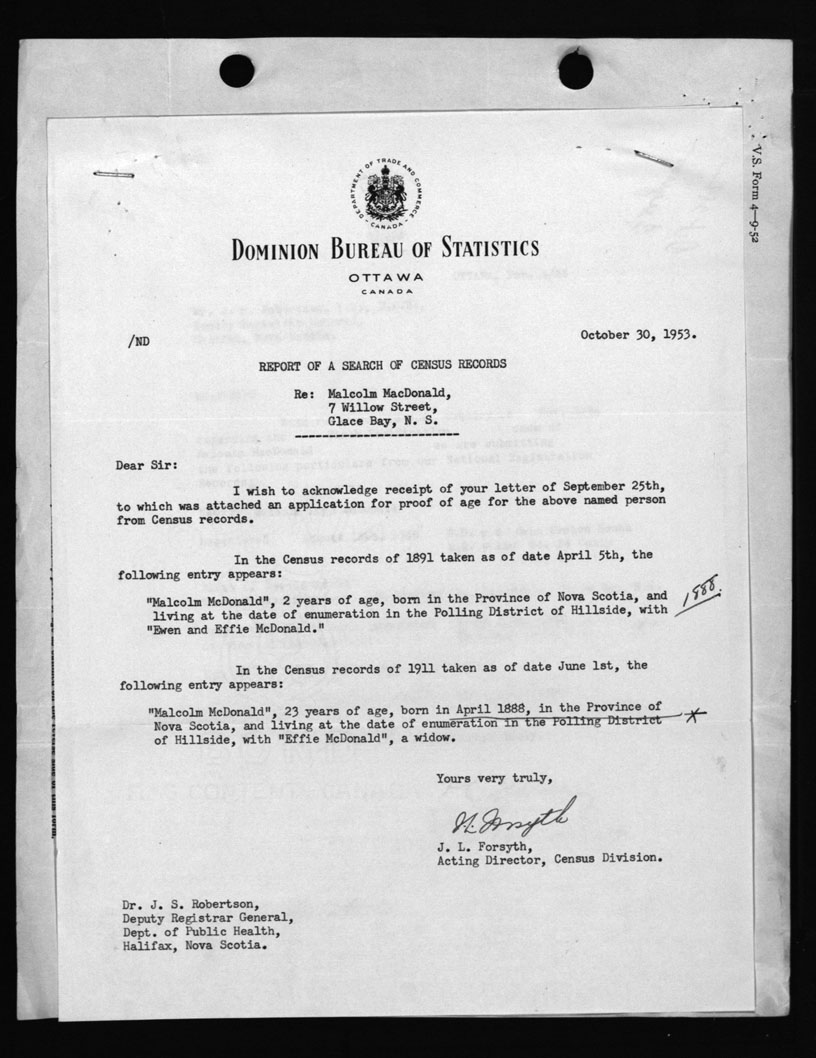 V.S. Form 4—9-52
DEPARTMENT OF TRADE AND COMMERCE
- CANADA -
DOMINION BUREAU OF STATISTICS
OTTAWA
CANADA
/ND
October 30, 1953.
REPORT OF A SEARCH OF CENSUS RECORDS
Re: Malcolm MacDonald,
7 Willow Street,
Glace Bay, N. S.
Dear Sir:
I wish to acknowledge receipt of your letter of September 25th,
to which was attached an application for proof of age for the above named person
from Census records.
In the Census records of 1891 taken as of date April 5th, the
following entry appears:
"Malcolm McDonald", 2 years of age, born in the Province of Nova Scotia, and
living at the date of enumeration in the Polling District of Hillside, with
"Ewen and Effie McDonald."
1888.
In the Census records of 1911 taken as of date June 1st, the
following entry appears:
"Malcolm McDonald", 23 years of age, born in April 1888, in the Province of
Nova Scotia, and living at the date of enumeration in the Polling District *
of Hillside, with "Effie McDonald", a widow.
Yours very truly,
J. L. Forsyth,
Acting Director, Census Division.
Dr. J. S. Robertson,
Deputy Registrar General,
Dept. of Public Health,
Halifax, Nova Scotia.